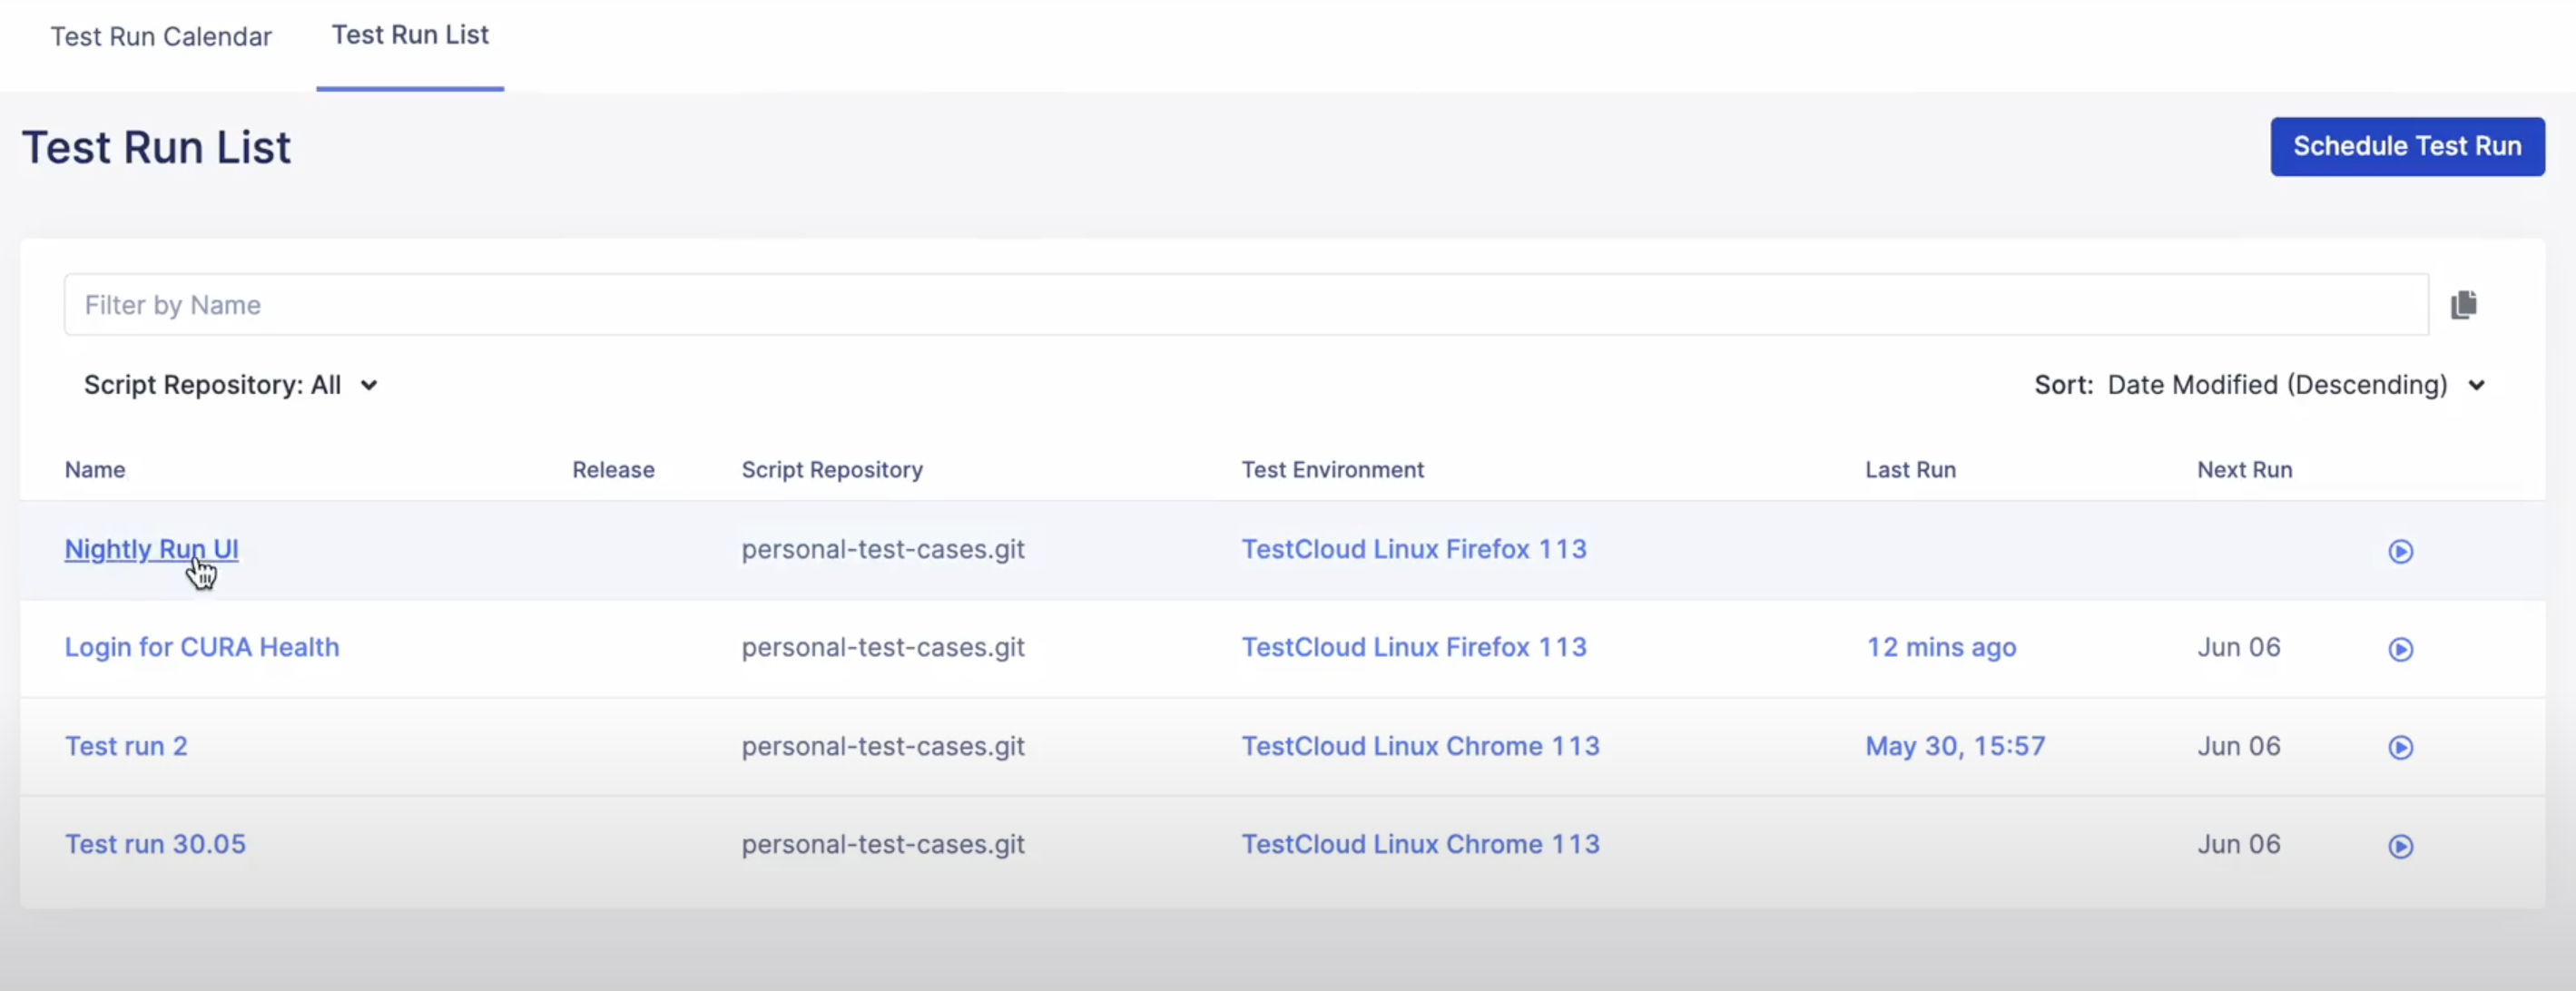 Test Run Calendar Test Run List
Test Run List Schedule Test Run
Filter by Name
Script Repository: All Sort: Date Modified (Descending)
Name Release Script Repository Test Environment Last Run Next Run
Nightly Run UI personal-test-cases.git TestCloud Linux Firefox 113
Login for CURA Health personal-test-cases.git TestCloud Linux Firefox 113 12 mins ago Jun 06
Test run 2 personal-test-cases.git TestCloud Linux Chrome 113 May 30, 15:57 Jun 06
Test run 30.05 personal-test-cases.git TestCloud Linux Chrome 113 Jun 06